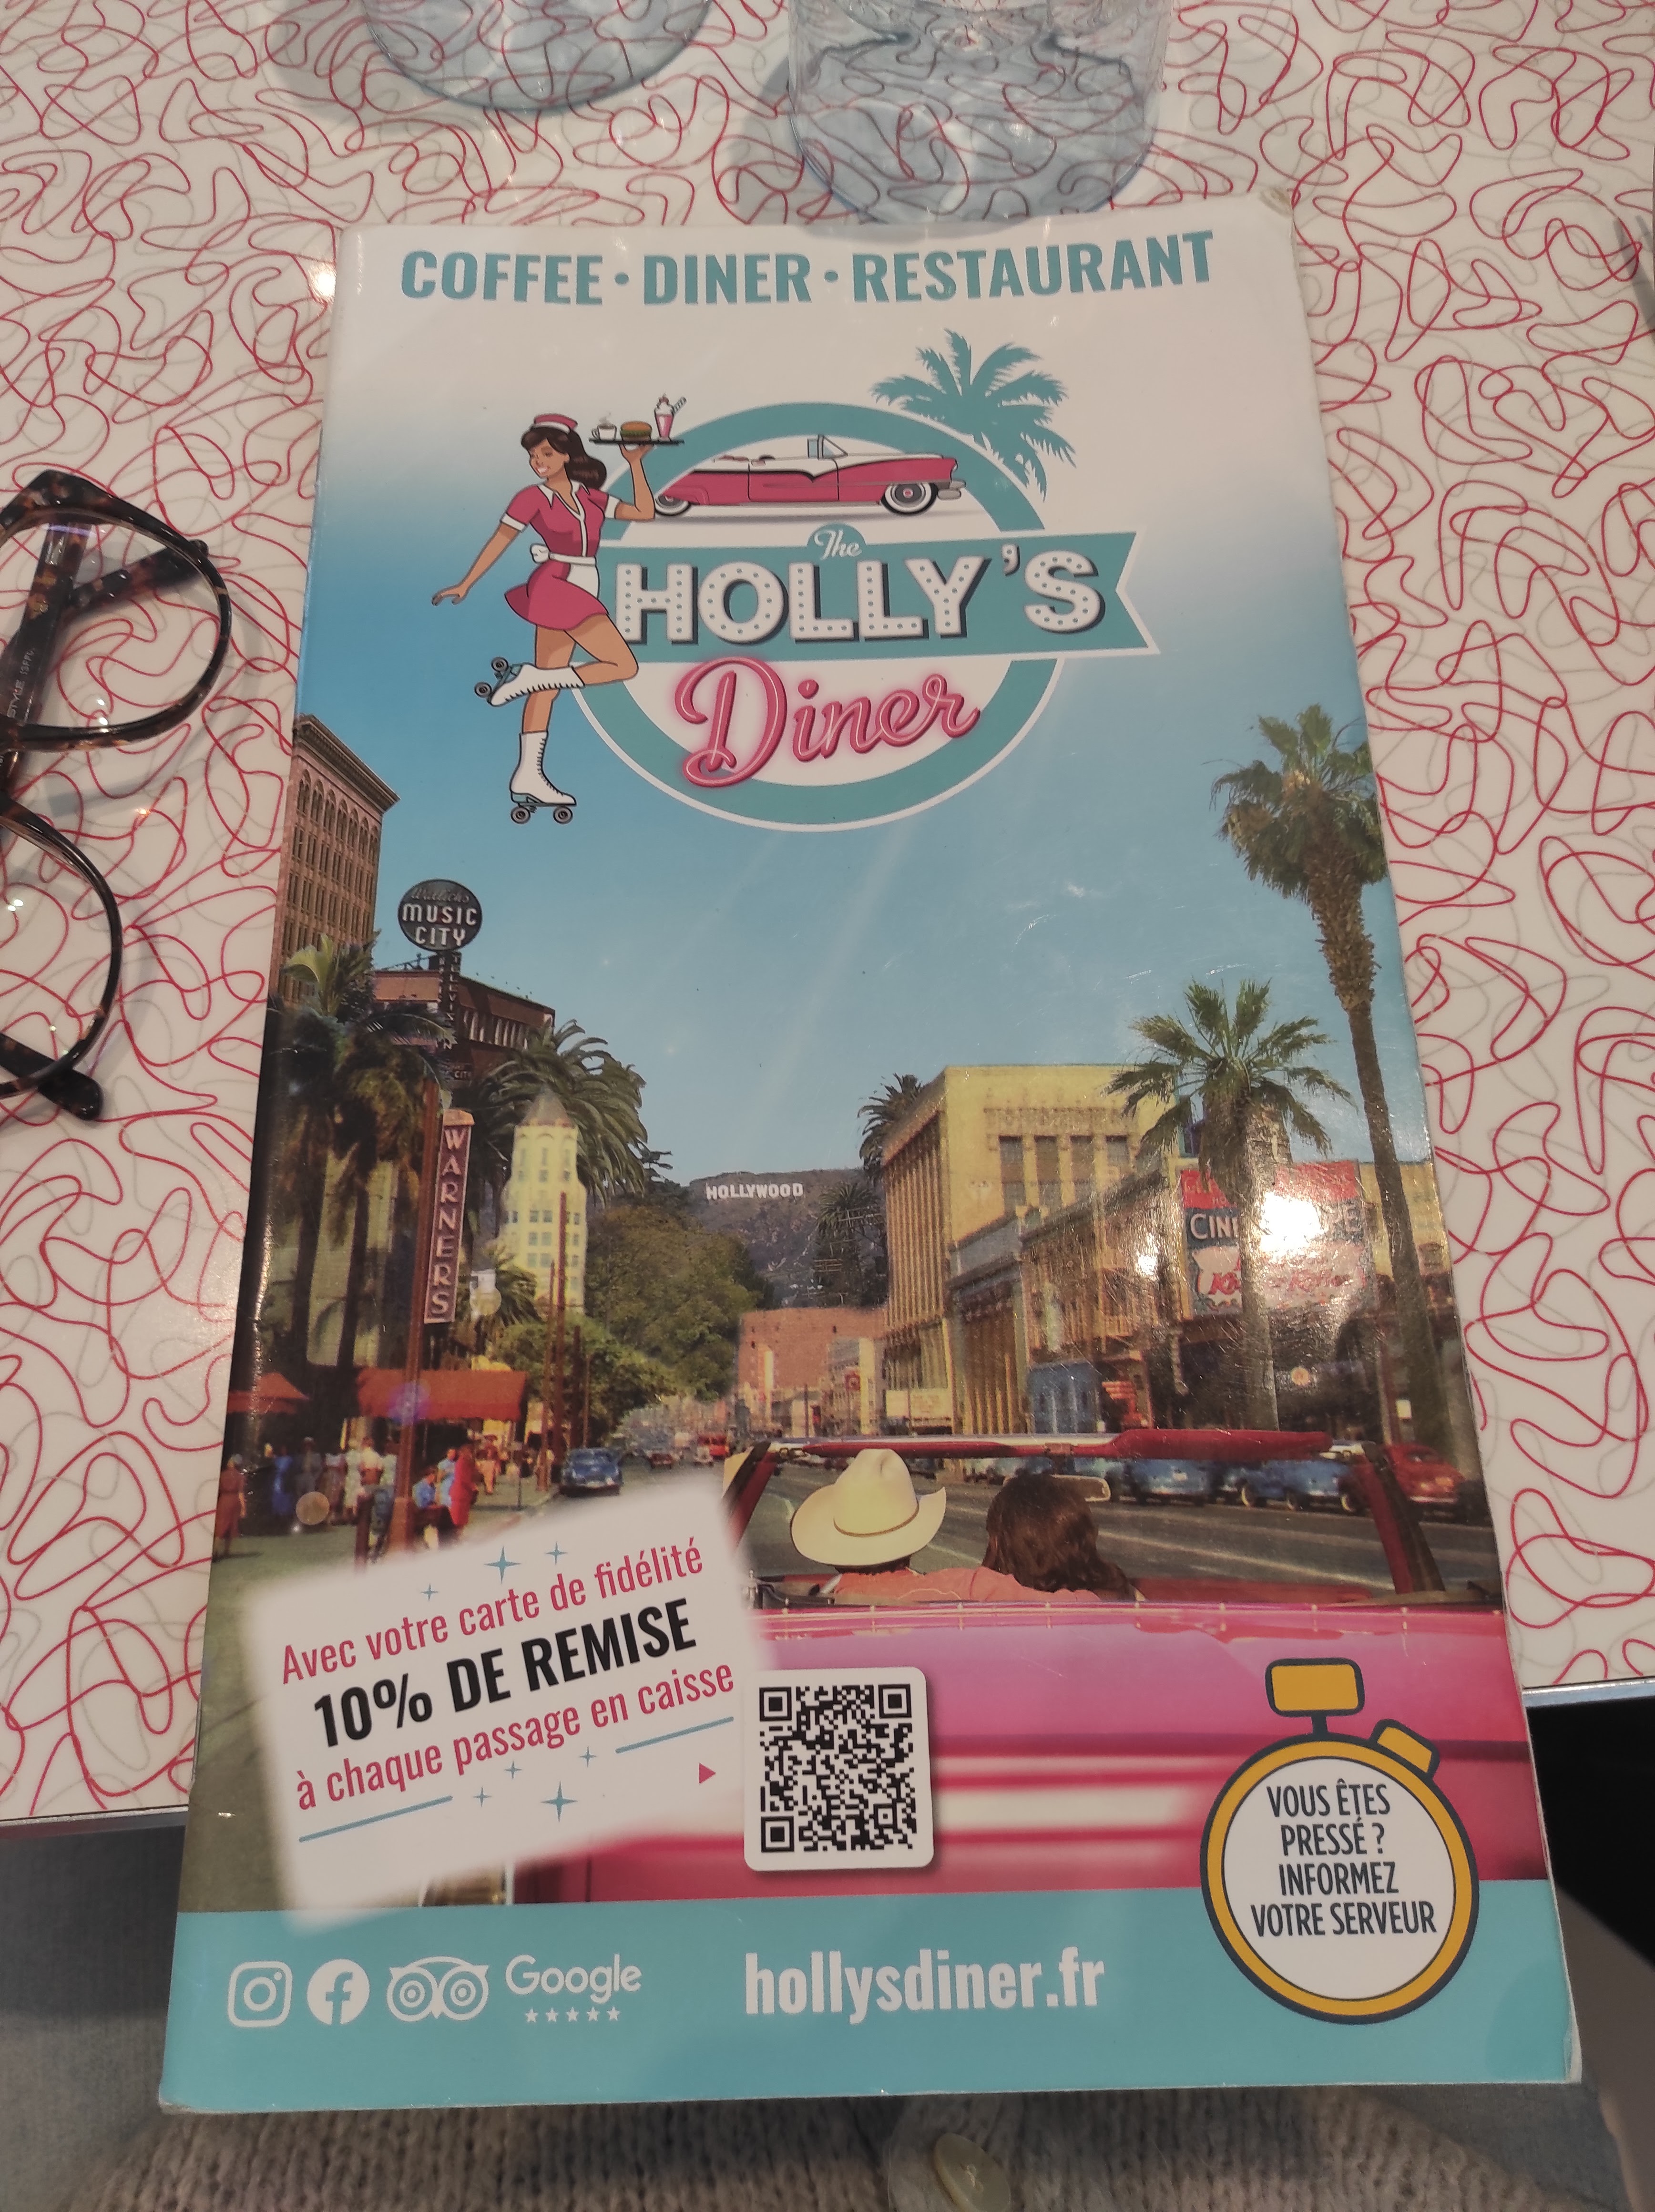 COFFEE • DINER • RESTAURANT
The
HOLLY'S
Diner
MUSIC
CITY
WARNERS
HOLLYWOOD
Avec votre carte de fidélité
10% DE REMISE
à chaque passage en caisse
VOUS ÊTES
PRESSÉ ?
INFORMEZ
VOTRE SERVEUR
Google
hollysdiner.fr